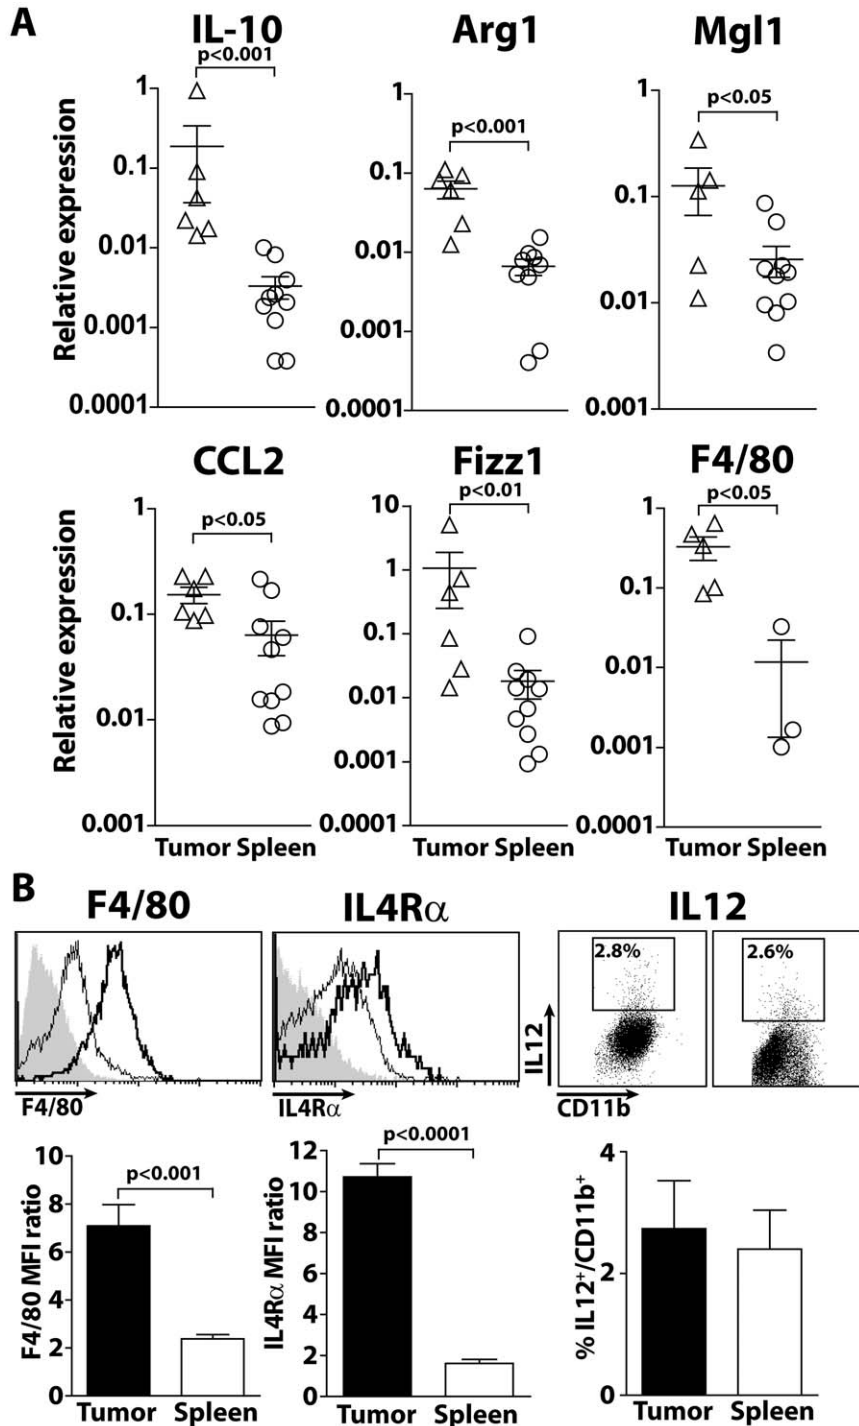 A
IL-10 Arg1 Mgl1
p<0.001 p<0.001 p<0.05
Relative expression
1
0.1
0.01
0.001
0.0001
1
0.1
0.01
0.001
0.0001
1
0.1
0.01
0.001
CCL2 Fizz1 F4/80
p<0.05 p<0.01 p<0.05
Relative expression
1
0.1
0.01
0.001
10
1
0.1
0.01
0.001
0.0001
1
0.1
0.01
0.001
0.0001
Tumor Spleen Tumor Spleen Tumor Spleen
B
F4/80 IL4Rα IL12
2.8% 2.6%
IL12
F4/80 IL4Rα CD11b
F4/80 MFI ratio
10
8
6
4
2
0
p<0.001
Tumor Spleen
IL4Rα MFI ratio
12
10
8
6
4
2
0
p<0.0001
Tumor Spleen
% IL12⁺/CD11b⁺
4
2
0
Tumor Spleen